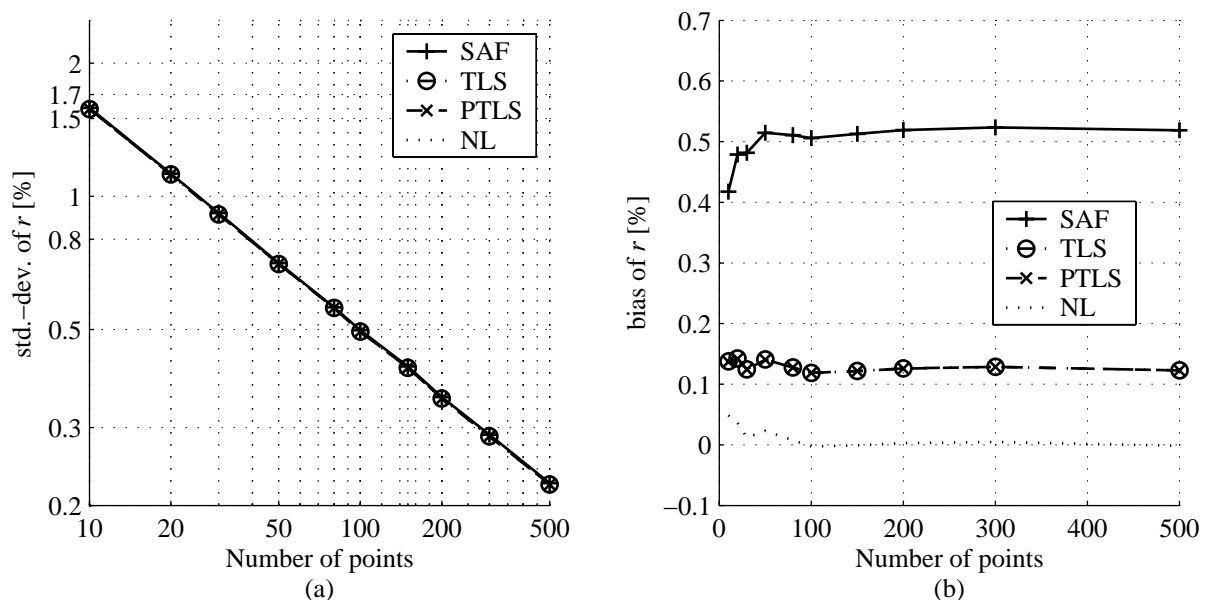 std.−dev. of r [%]
2
1.7
1.5
1
0.8
0.5
0.3
0.2
10 20 50 100 200 500
Number of points
(a)
SAF
TLS
PTLS
NL
bias of r [%]
0.7
0.6
0.5
0.4
0.3
0.2
0.1
0
−0.1
0 100 200 300 400 500
Number of points
(b)
SAF
TLS
PTLS
NL